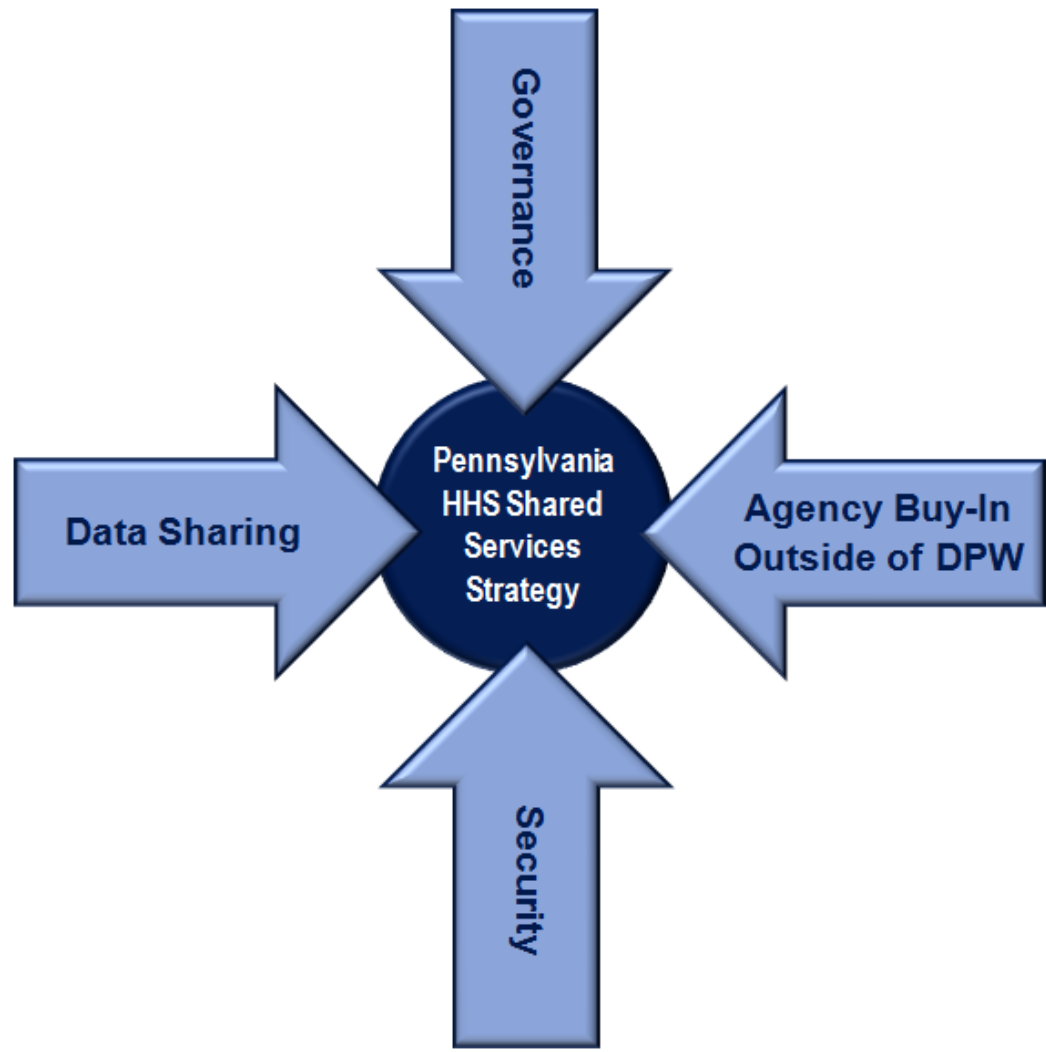 Governance
Data Sharing
Pennsylvania
HHS Shared
Services
Strategy
Agency Buy-In
Outside of DPW
Security